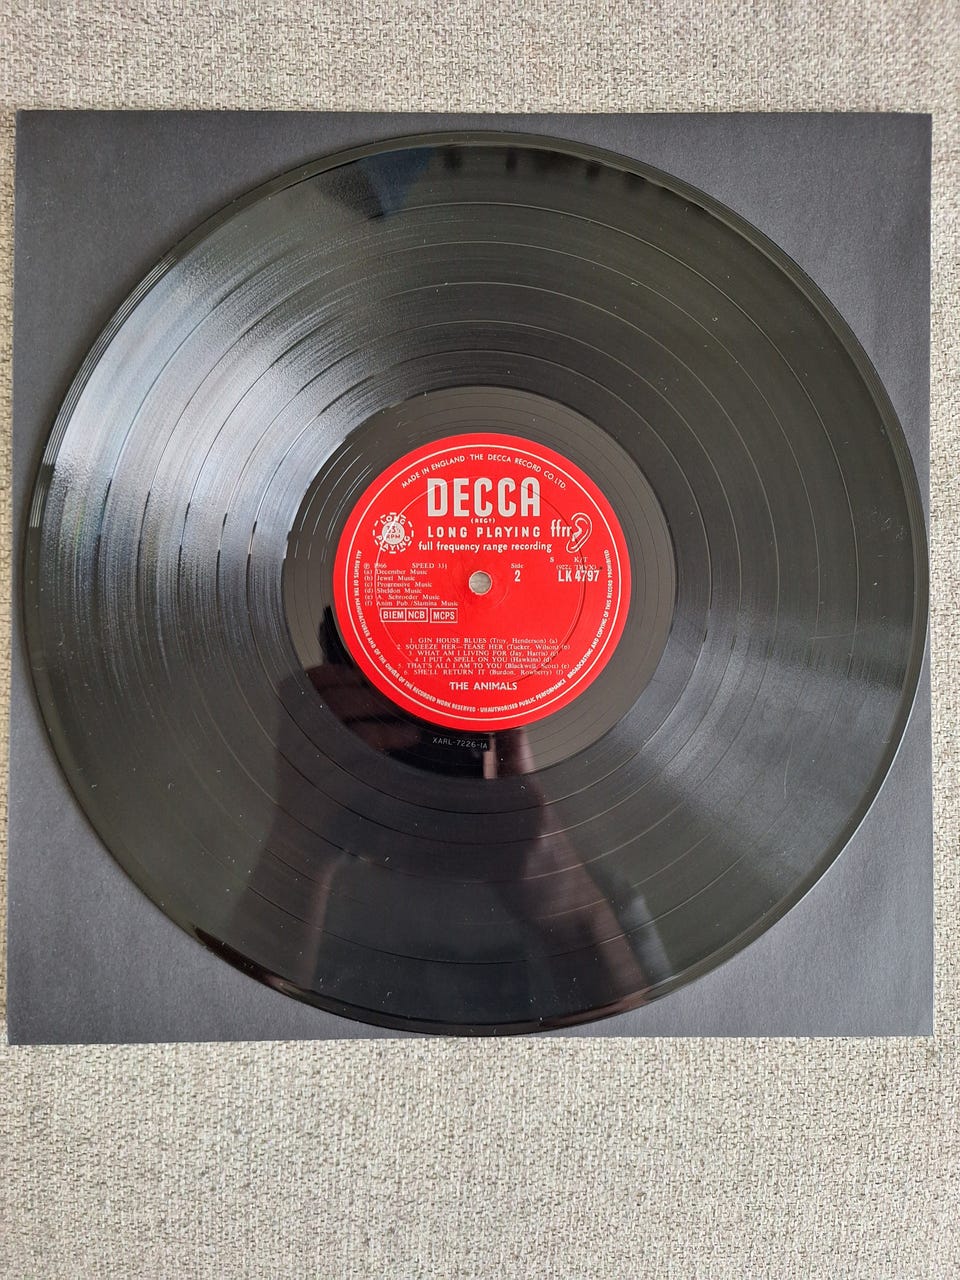 MADE IN ENGLAND · THE DECCA RECORD CO. LTD.
DECCA
(REGD)
LONG PLAYING ffrr
full frequency range recording
LONG
33⅓
RPM
PLAYING
℗ 1966 SPEED 33⅓
(a) December Music
(b) Jewel Music
(c) Progressive Music
(d) Sheldon Music
(e) A. Schroeder Music
(f) Anim Pub./Slamina Music
BIEM NCB MCPS
Side
2
K/T
LK 4797
1. GIN HOUSE BLUES (Troy, Henderson) (a)
2. SQUEEZE HER—TEASE HER (Tucker, Wilson) (b)
3. WHAT AM I LIVING FOR (Jay, Harris) (c)
4 I PUT A SPELL ON YOU (Hawkins) (d)
5. THAT'S ALL I AM TO YOU (Blackwell, Scott) (e)
6. SHE'LL RETURN IT (Burdon, Rowberry) (f)
THE ANIMALS
ALL RIGHTS OF THE MANUFACTURER AND OF THE OWNER OF THE RECORDED WORK RESERVED · UNAUTHORISED PUBLIC PERFORMANCE BROADCASTING AND COPYING OF THIS RECORD PROHIBITED
XARL-7226-1A